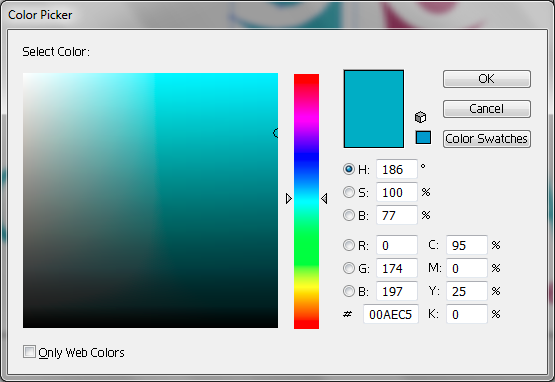 Color Picker
Select Color:
OK
Cancel
Color Swatches
H: 186 °
S: 100 %
B: 77 %
R: 0 C: 95 %
G: 174 M: 0 %
B: 197 Y: 25 %
# 00AEC5 K: 0 %
Only Web Colors